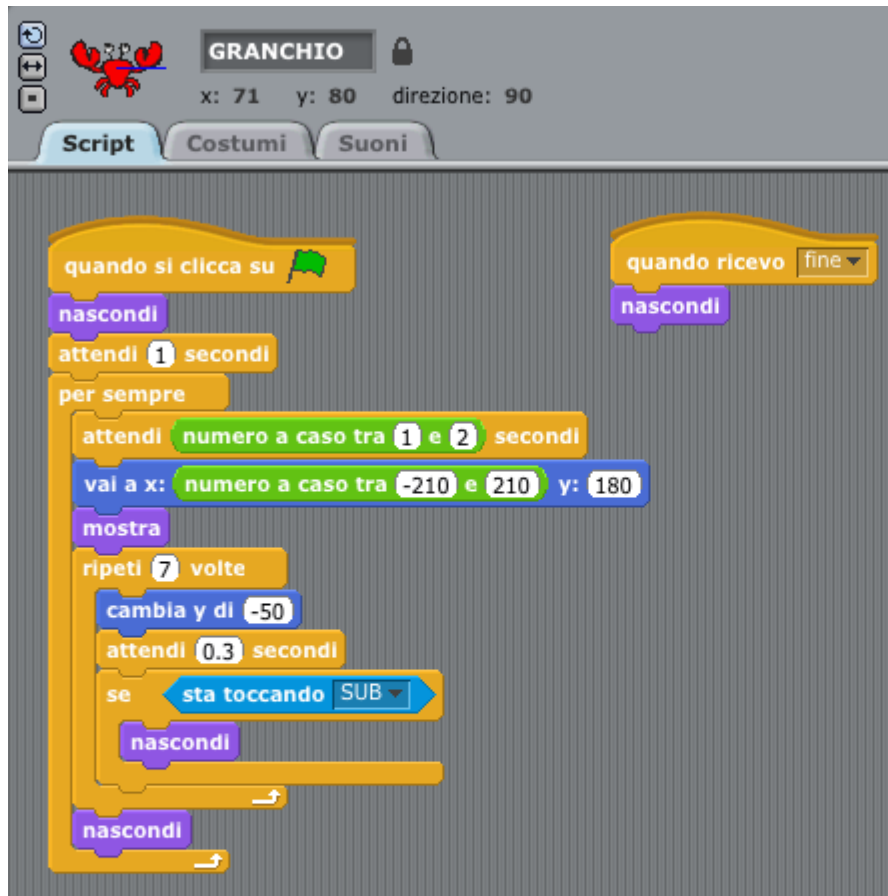 GRANCHIO
x: 71 y: 80 direzione: 90
Script Costumi Suoni
quando si clicca su
nascondi
attendi 1 secondi
per sempre
attendi numero a caso tra 1 e 2 secondi
vai a x: numero a caso tra -210 e 210 y: 180
mostra
ripeti 7 volte
cambia y di -50
attendi 0.3 secondi
se sta toccando SUB
nascondi
nascondi
quando ricevo fine
nascondi